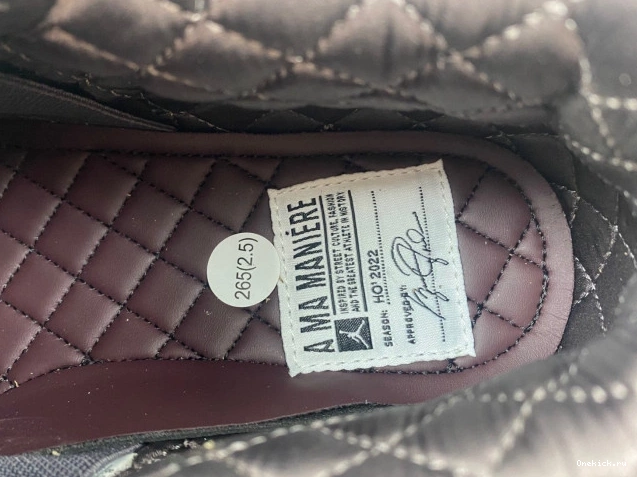 A MA MANIÉRE
INSPIRED BY STREET CULTURE, FASHION
AND THE GREATEST ATHLETE IN HISTORY
SEASON: HO'2022
APPROVED BY:
265(2.5)